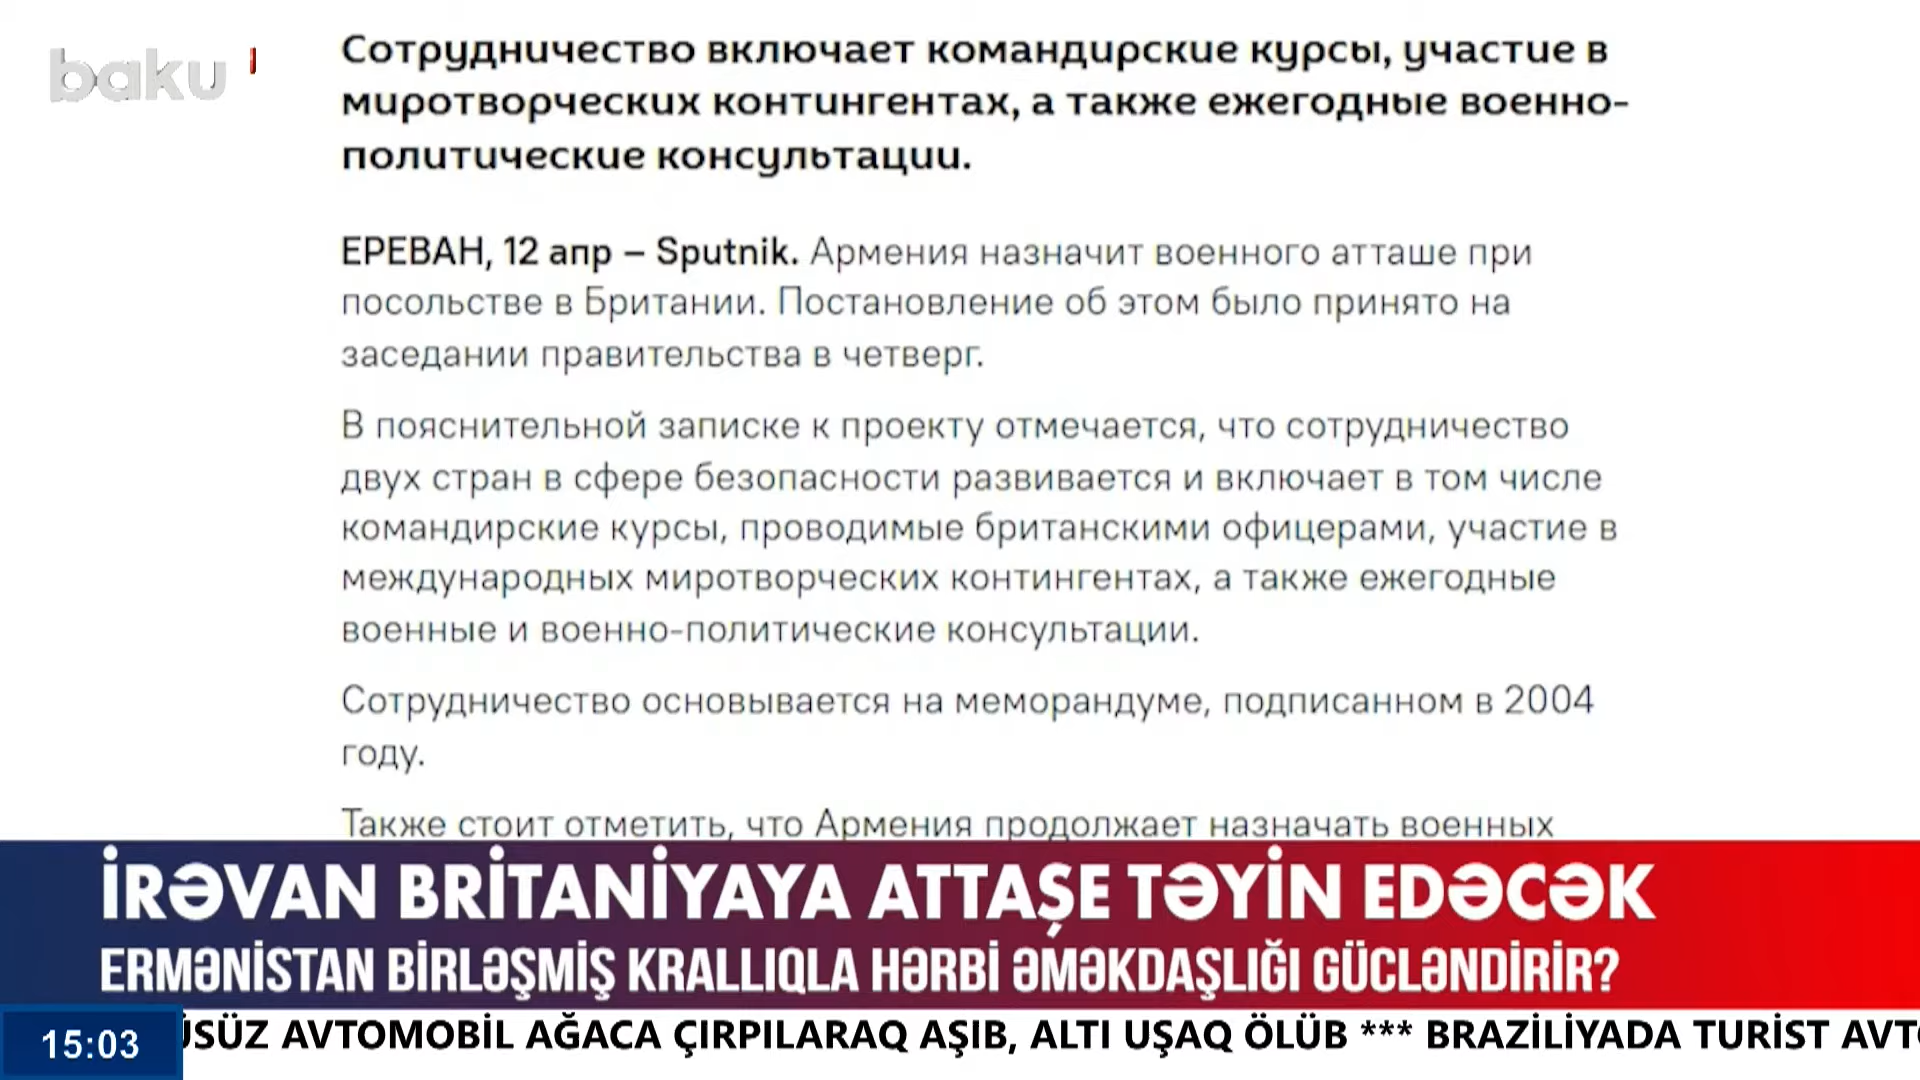 baku
Сотрудничество включает командирские курсы, участие в
миротворческих контингентах, а также ежегодные военно-
политические консультации.
ЕРЕВАН, 12 апр – Sputnik. Армения назначит военного атташе при
посольстве в Британии. Постановление об этом было принято на
заседании правительства в четверг.
В пояснительной записке к проекту отмечается, что сотрудничество
двух стран в сфере безопасности развивается и включает в том числе
командирские курсы, проводимые британскими офицерами, участие в
международных миротворческих контингентах, а также ежегодные
военные и военно-политические консультации.
Сотрудничество основывается на меморандуме, подписанном в 2004
году.
Также стоит отметить, что Армения продолжает назначать военных
İRƏVAN BRİTANİYAYA ATTAŞE TƏYİN EDƏCƏK
ERMƏNİSTAN BİRLƏŞMİŞ KRALLIQLA HƏRBİ ƏMƏKDAŞLIĞI GÜCLƏNDİRİR?
15:03 ÜSÜZ AVTOMOBİL AĞACA ÇIRPILARAQ AŞIB, ALTI UŞAQ ÖLÜB *** BRAZİLİYADA TURİST AVT